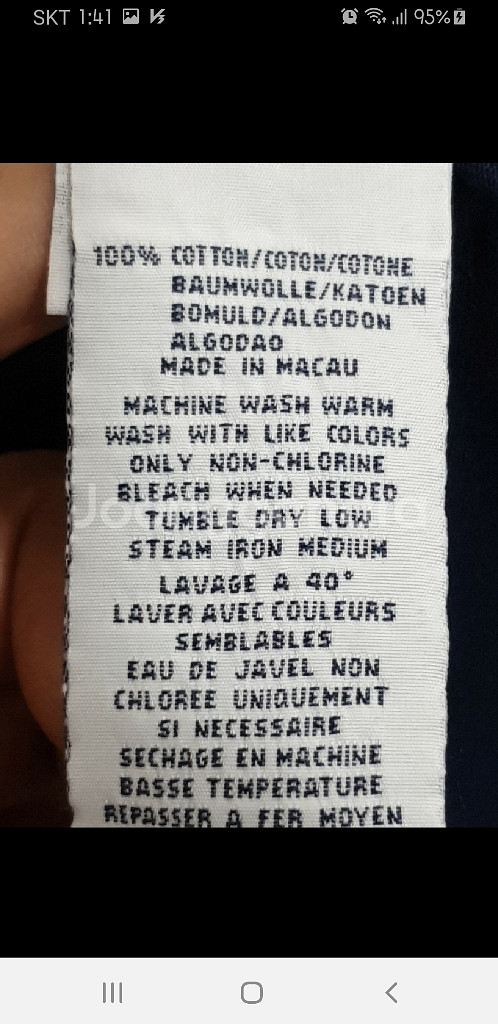 SKT 1:41
95%
100% COTTON/COTON/COTONE
BAUMWOLLE/KATOEN
BOMULD/ALGODON
ALGODAO
MADE IN MACAU
MACHINE WASH WARM
WASH WITH LIKE COLORS
ONLY NON-CHLORINE
BLEACH WHEN NEEDED
TUMBLE DRY LOW
STEAM IRON MEDIUM
LAVAGE A 40°
LAVER AVEC COULEURS
SEMBLABLES
EAU DE JAVEL NON
CHLOREE UNIQUEMENT
SI NECESSAIRE
SECHAGE EN MACHINE
BASSE TEMPERATURE
REPASSER A FER MOYEN